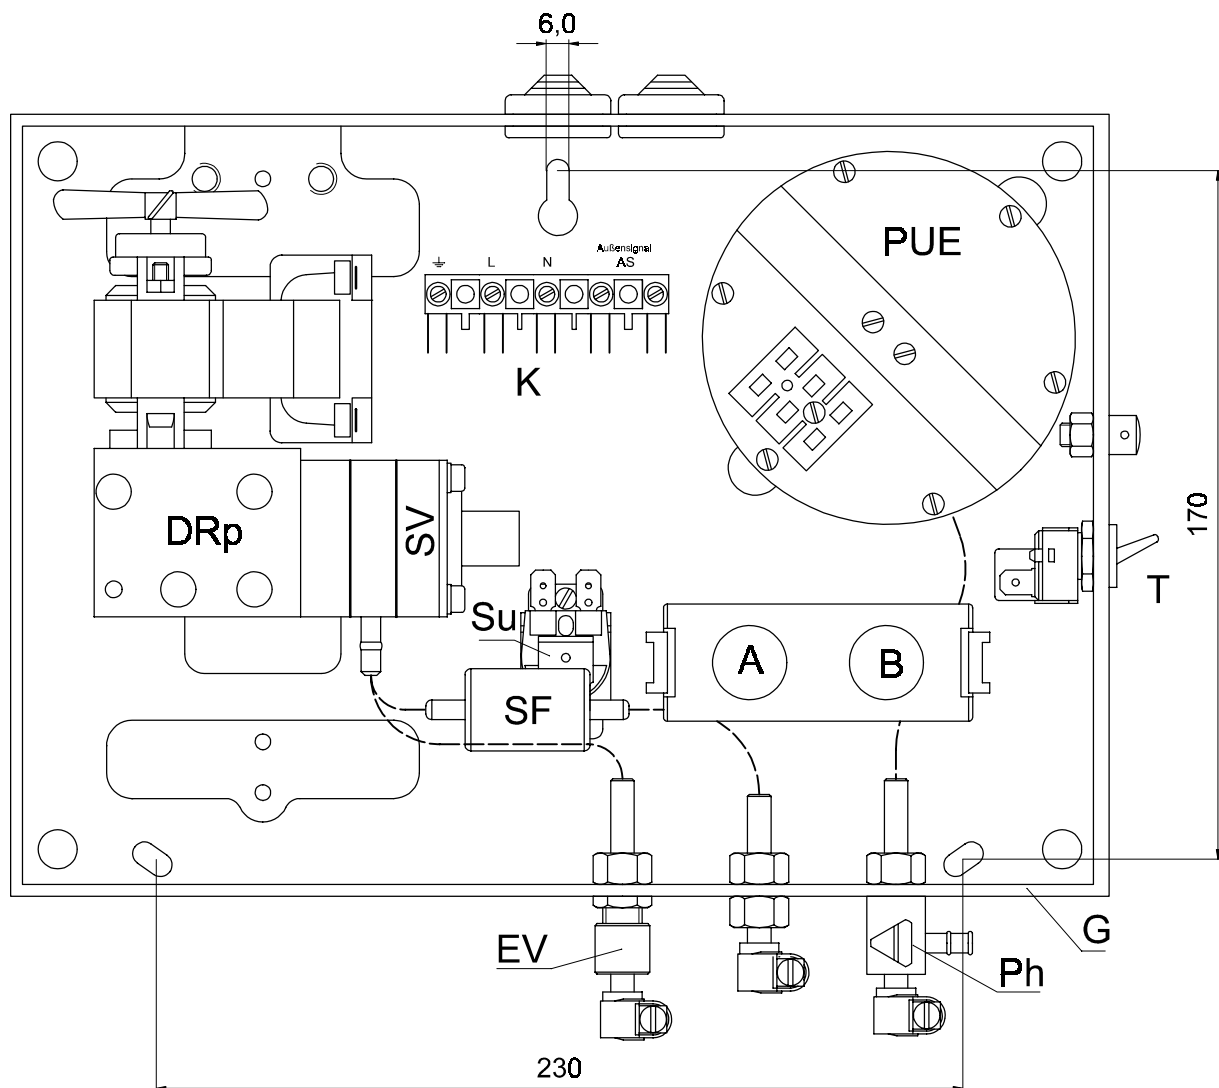 6,0
PUE
Außensignal
⏚ L N AS
K
170
DRp
SV
T
Su
A B
SF
G
EV
Ph
230